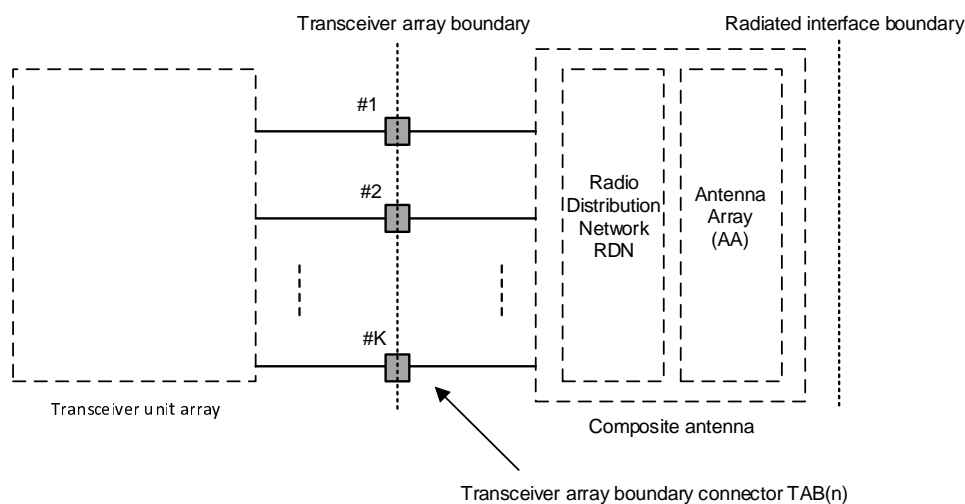 Transceiver array boundary
Radiated interface boundary
#1
#2
#K
Radio
Distribution
Network
RDN
Antenna
Array
(AA)
Transceiver unit array
Composite antenna
Transceiver array boundary connector TAB(n)